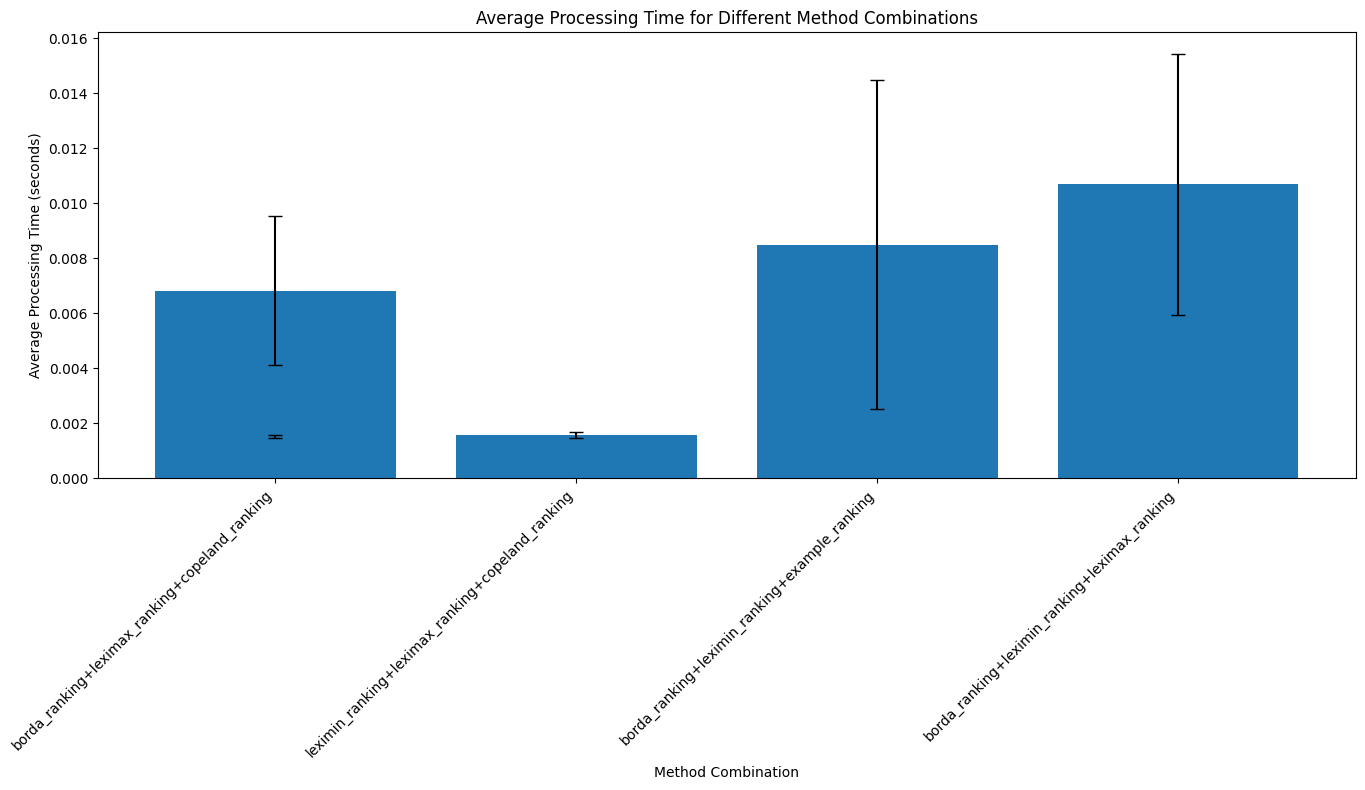 Average Processing Time for Different Method Combinations
Average Processing Time (seconds)
0.016
0.014
0.012
0.010
0.008
0.006
0.004
0.002
0.000
borda_ranking+leximax_ranking+copeland_ranking
leximin_ranking+leximax_ranking+copeland_ranking
borda_ranking+leximin_ranking+example_ranking
borda_ranking+leximin_ranking+leximax_ranking
Method Combination